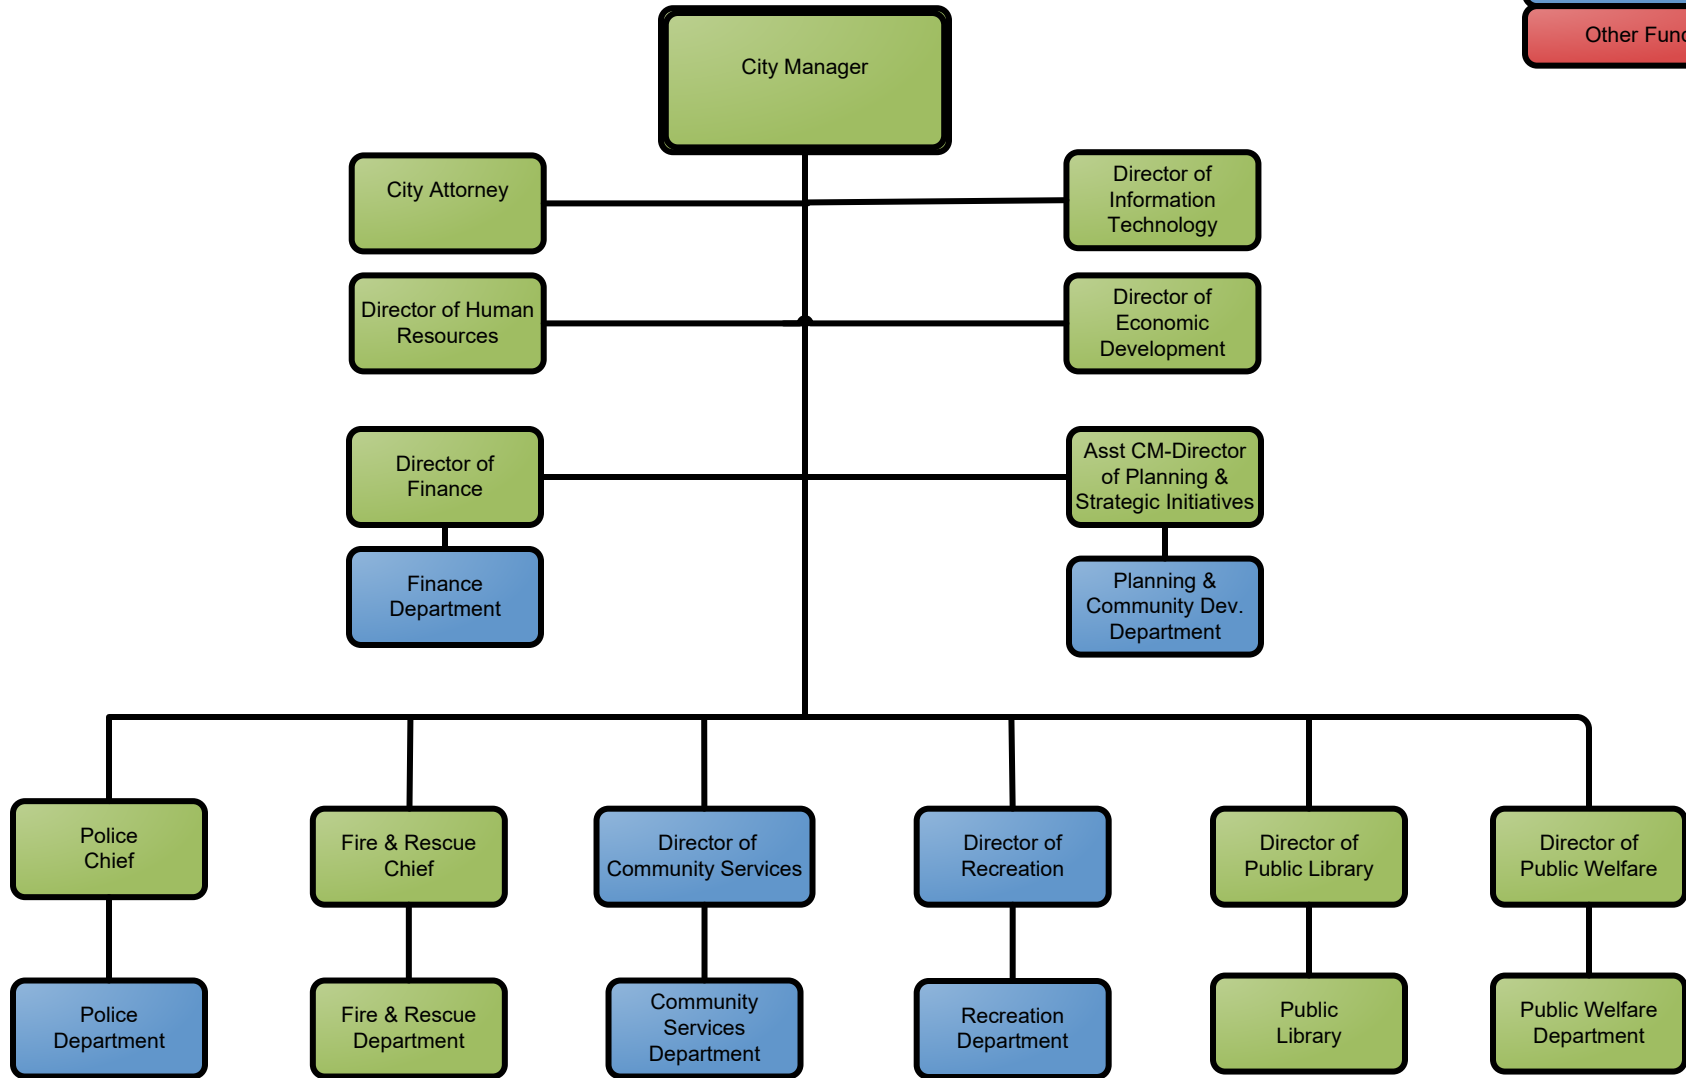 City Manager
Other
City Attorney
Director of
Information
Technology
Director of Human
Resources
Director of
Economic
Development
Director of
Finance
Asst CM-Director
of Planning &
Strategic Initiatives
Finance
Department
Planning &
Community Dev.
Department
Police
Chief
Fire & Rescue
Chief
Director of
Community Services
Director of
Recreation
Director of
Public Library
Director of
Public Welfare
Police
Department
Fire & Rescue
Department
Community
Services
Department
Recreation
Department
Public
Library
Public Welfare
Department